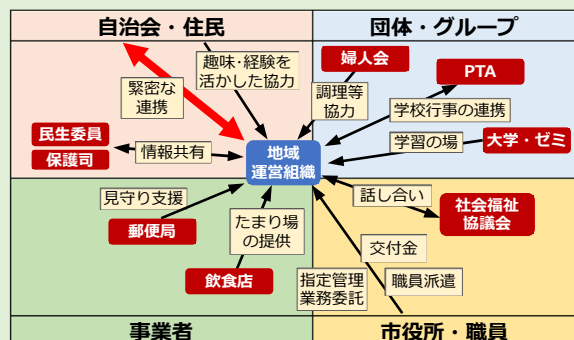 自治会・住民
団体・グループ
趣味・経験を
活かした協力
緊密な
連携
民生委員
保護司
情報共有
婦人会
調理等
協力
PTA
学校行事の連携
学習の場
大学・ゼミ
地域
運営組織
見守り支援
郵便局
たまり場
の提供
飲食店
話し合い
社会福祉
協議会
交付金
指定管理
業務委託
職員派遣
事業者
市役所・職員